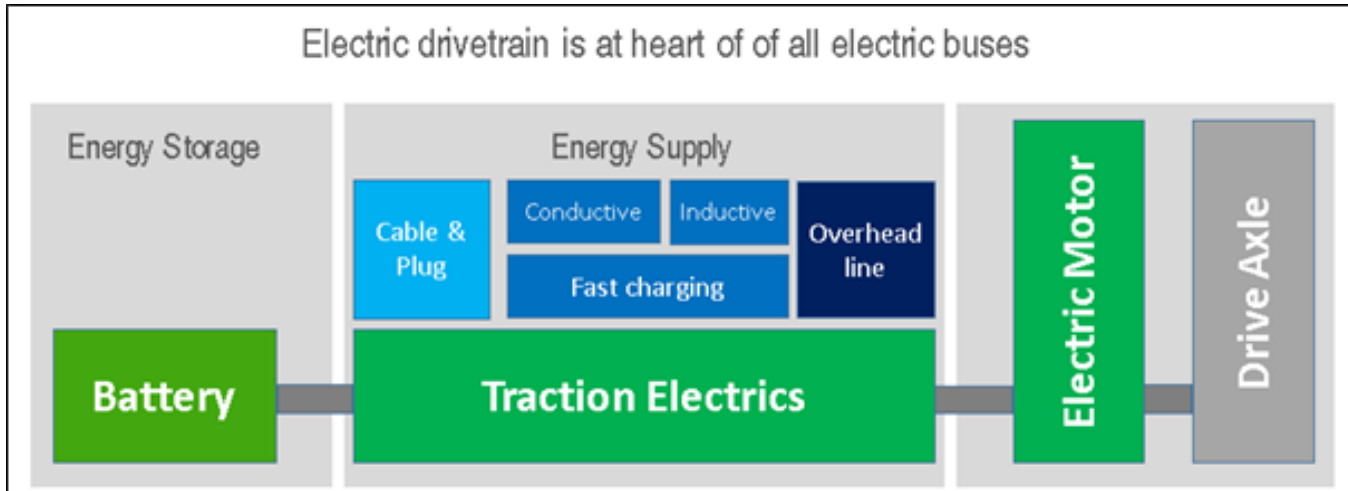 Electric drivetrain is at heart of of all electric buses
Energy Storage
Energy Supply
Cable &
Plug
Conductive
Inductive
Fast charging
Overhead
line
Battery
Traction Electrics
Electric Motor
Drive Axle